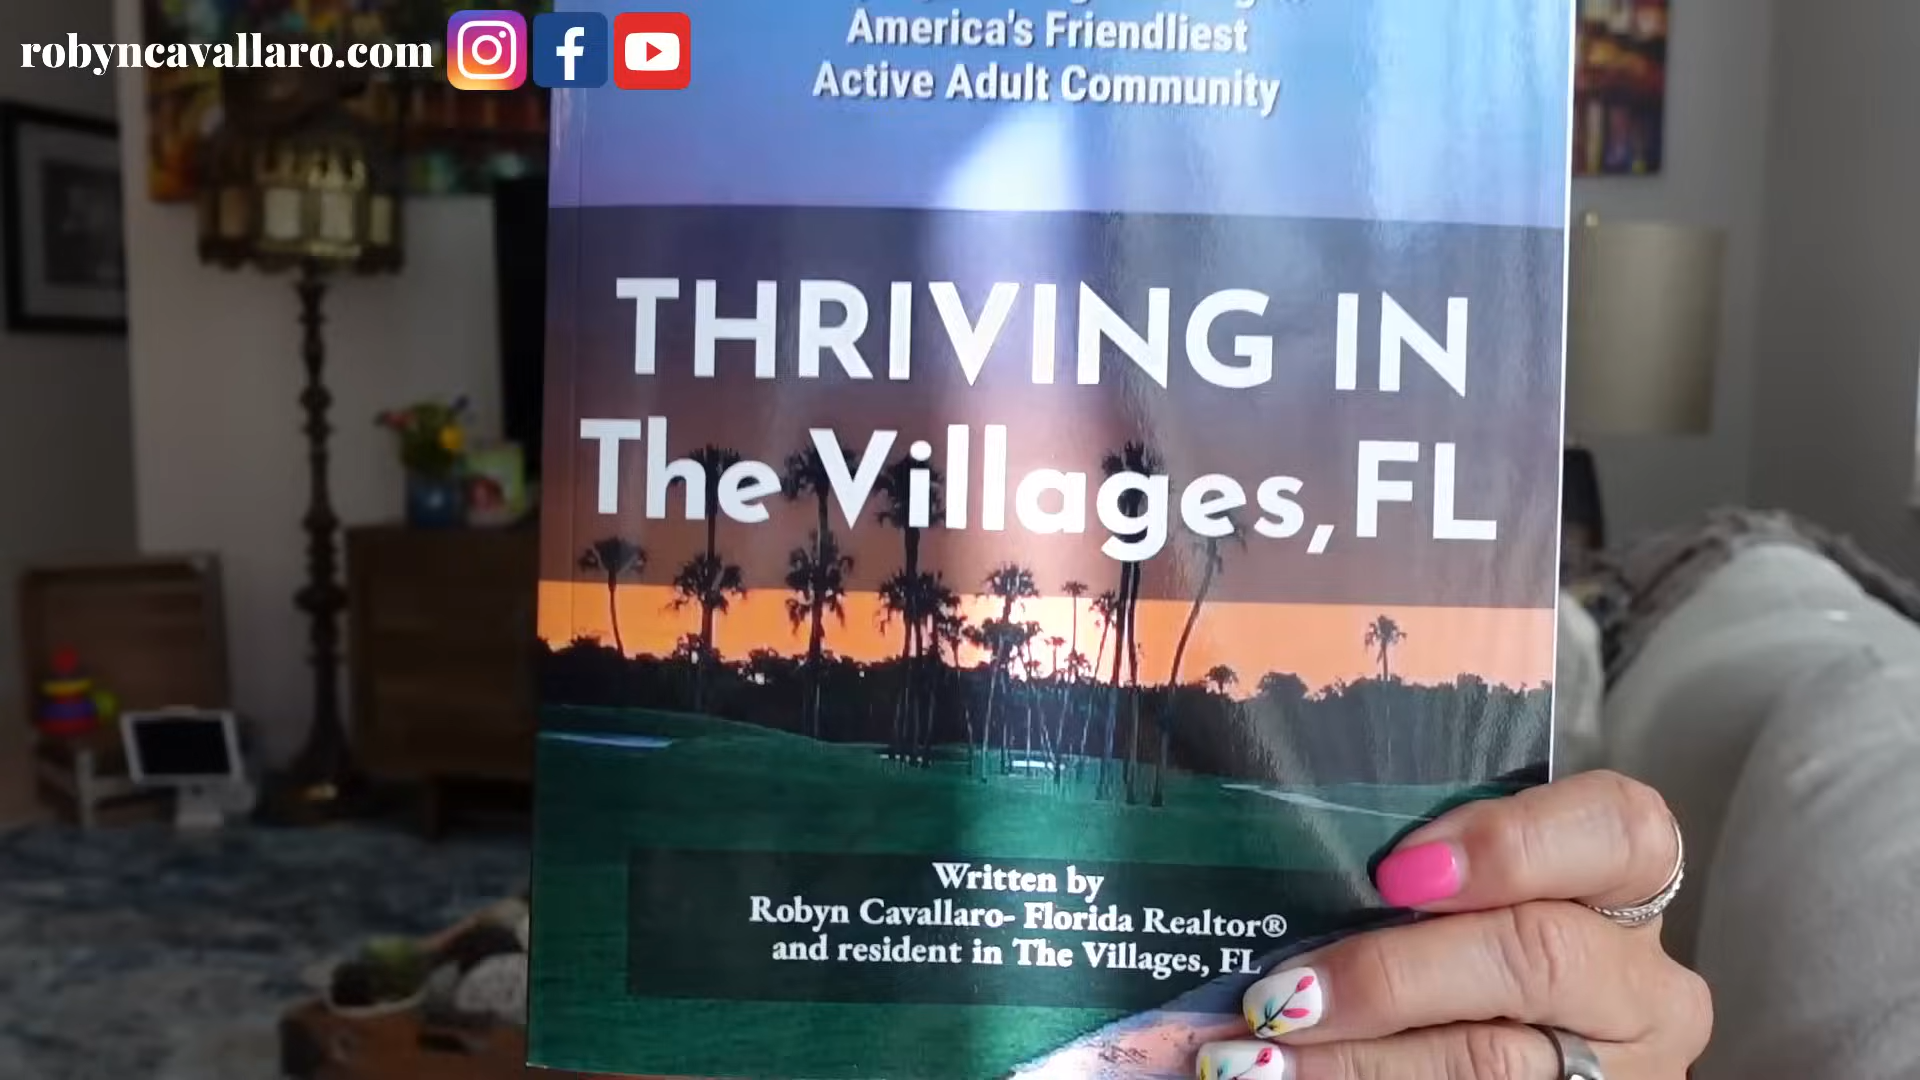 robyncavallaro.com
America's Friendliest
Active Adult Community
THRIVING IN
The Villages, FL
Written by
Robyn Cavallaro- Florida Realtor®
and resident in The Villages, FL